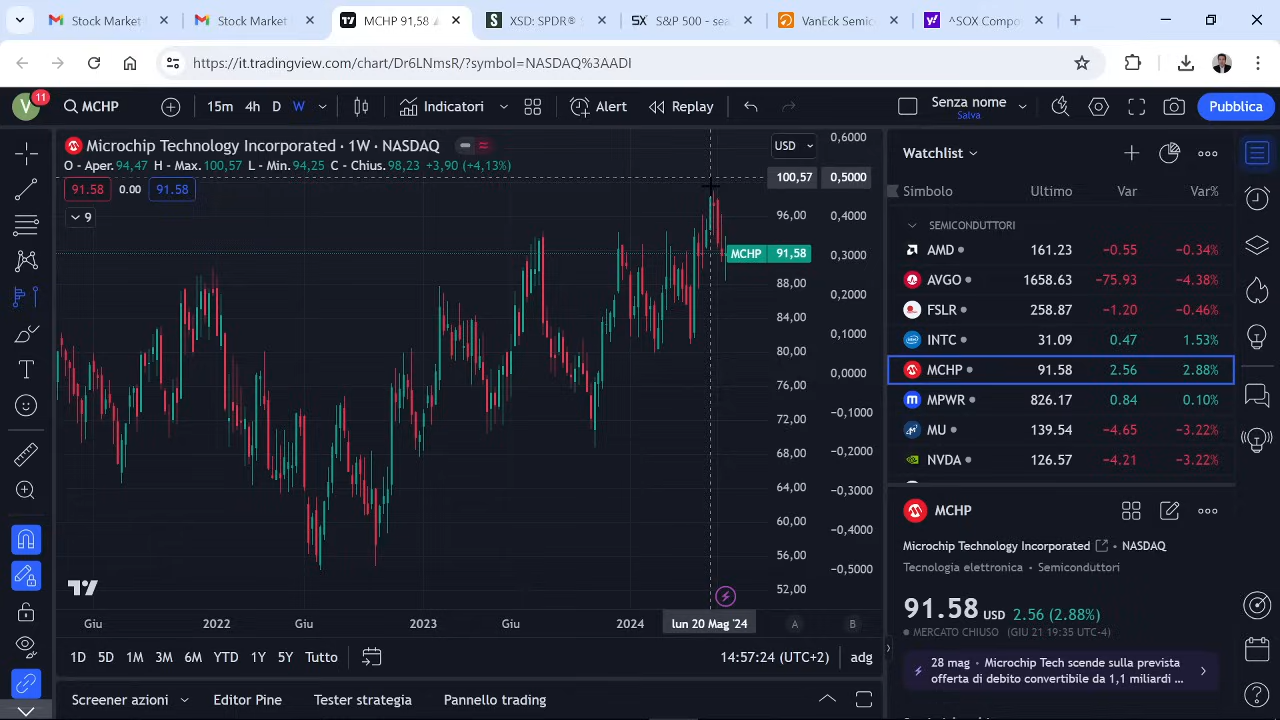 Stock Market
Stock Market
MCHP 91,58
XSD: SPDR® S
S&P 500 - sea
VanEck Semic
^SOX Compo
https://it.tradingview.com/chart/Dr6LNmsR/?symbol=NASDAQ%3AADI
V
11
MCHP
15m
4h
D
W
Indicatori
Alert
Replay
Senza nome
Salva
Pubblica
Microchip Technology Incorporated · 1W · NASDAQ
O - Aper. 94,47 H - Max. 100,57 L - Min. 94,25 C - Chius. 98,23 +3,90 (+4,13%)
91.58
0.00
91.58
9
USD
100,57
96,00
MCHP 91,58
88,00
84,00
80,00
76,00
72,00
68,00
64,00
60,00
56,00
52,00
0,6000
0,5000
0,4000
0,3000
0,2000
0,1000
0,0000
−0,1000
−0,2000
−0,3000
−0,4000
−0,5000
Giu
2022
Giu
2023
Giu
2024
lun 20 Mag '24
A
B
1D
5D
1M
3M
6M
YTD
1Y
5Y
Tutto
14:57:24 (UTC+2)
adg
Screener azioni
Editor Pine
Tester strategia
Pannello trading
Watchlist
Simbolo Ultimo Var Var%
SEMICONDUTTORI
AMD 161.23 −0.55 −0.34%
AVGO 1658.63 −75.93 −4.38%
FSLR 258.87 −1.20 −0.46%
INTC 31.09 0.47 1.53%
MCHP 91.58 2.56 2.88%
MPWR 826.17 0.84 0.10%
MU 139.54 −4.65 −3.22%
NVDA 126.57 −4.21 −3.22%
MCHP
Microchip Technology Incorporated • NASDAQ
Tecnologia elettronica • Semiconduttori
91.58 USD 2.56 (2.88%)
MERCATO CHIUSO (GIU 21 19:35 UTC-4)
28 mag • Microchip Tech scende sulla prevista
offerta di debito convertibile da 1,1 miliardi ...